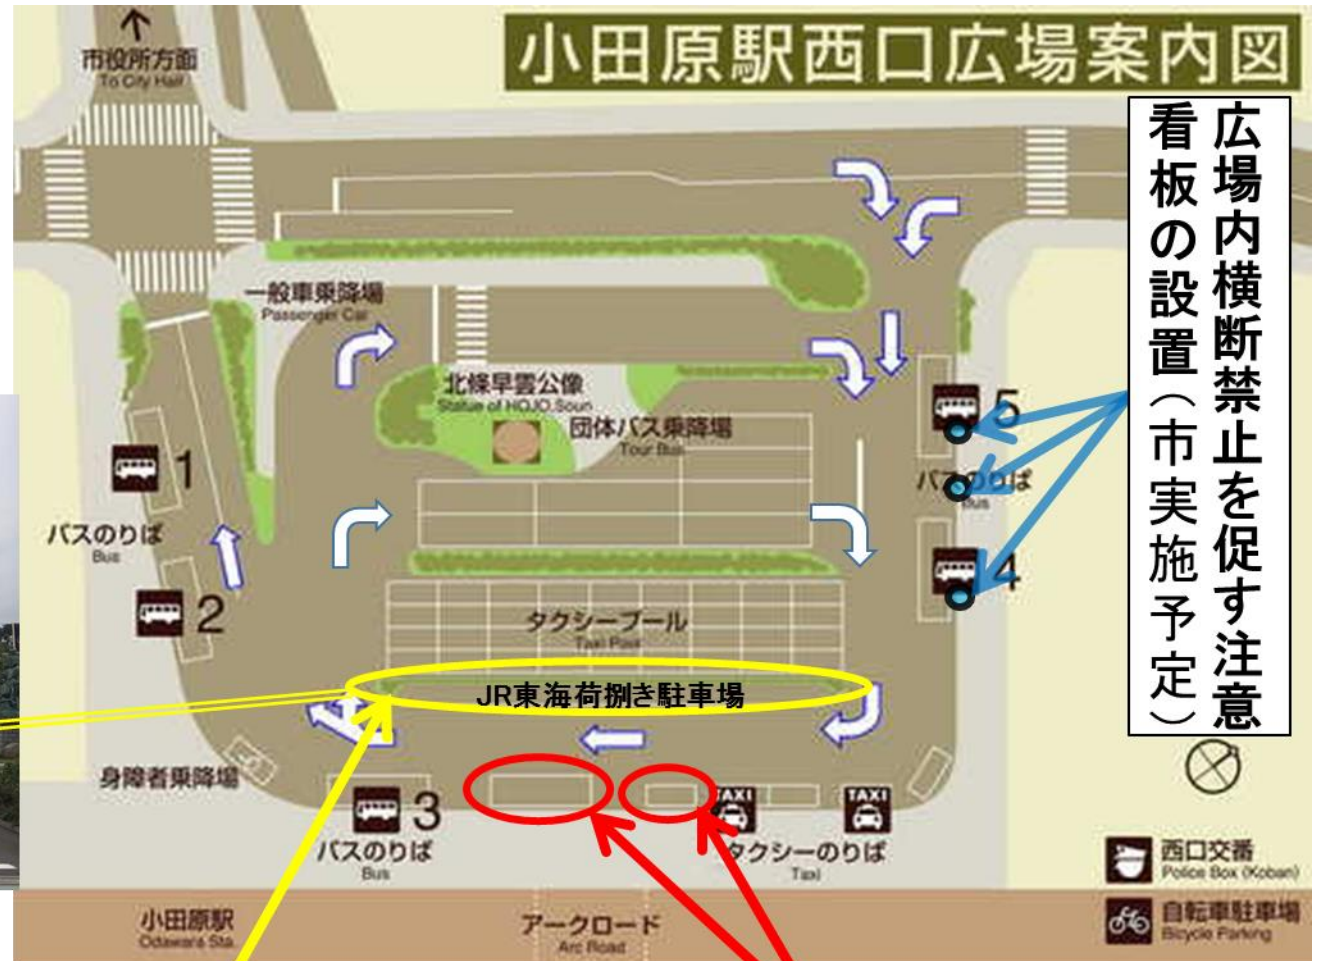 小田原駅西口広場案内図
市役所方面
To City Hall
広場内横断禁止を促す注意
看板の設置（市実施予定）
一般車乗降場
Passenger Car
北條早雲公像
Statue of HOJO Soun
団体バス乗降場
Tour Bus
1
バスのりば
Bus
2
5
バスのりば
Bus
4
タクシープール
Taxi Pool
JR東海荷捌き駐車場
身障者乗降場
3
バスのりば
Bus
TAXI
TAXI
タクシーのりば
Taxi
西口交番
Police Box (Koban)
自転車駐車場
Bicycle Parking
小田原駅
Odawara Sta.
アークロード
Arc Road